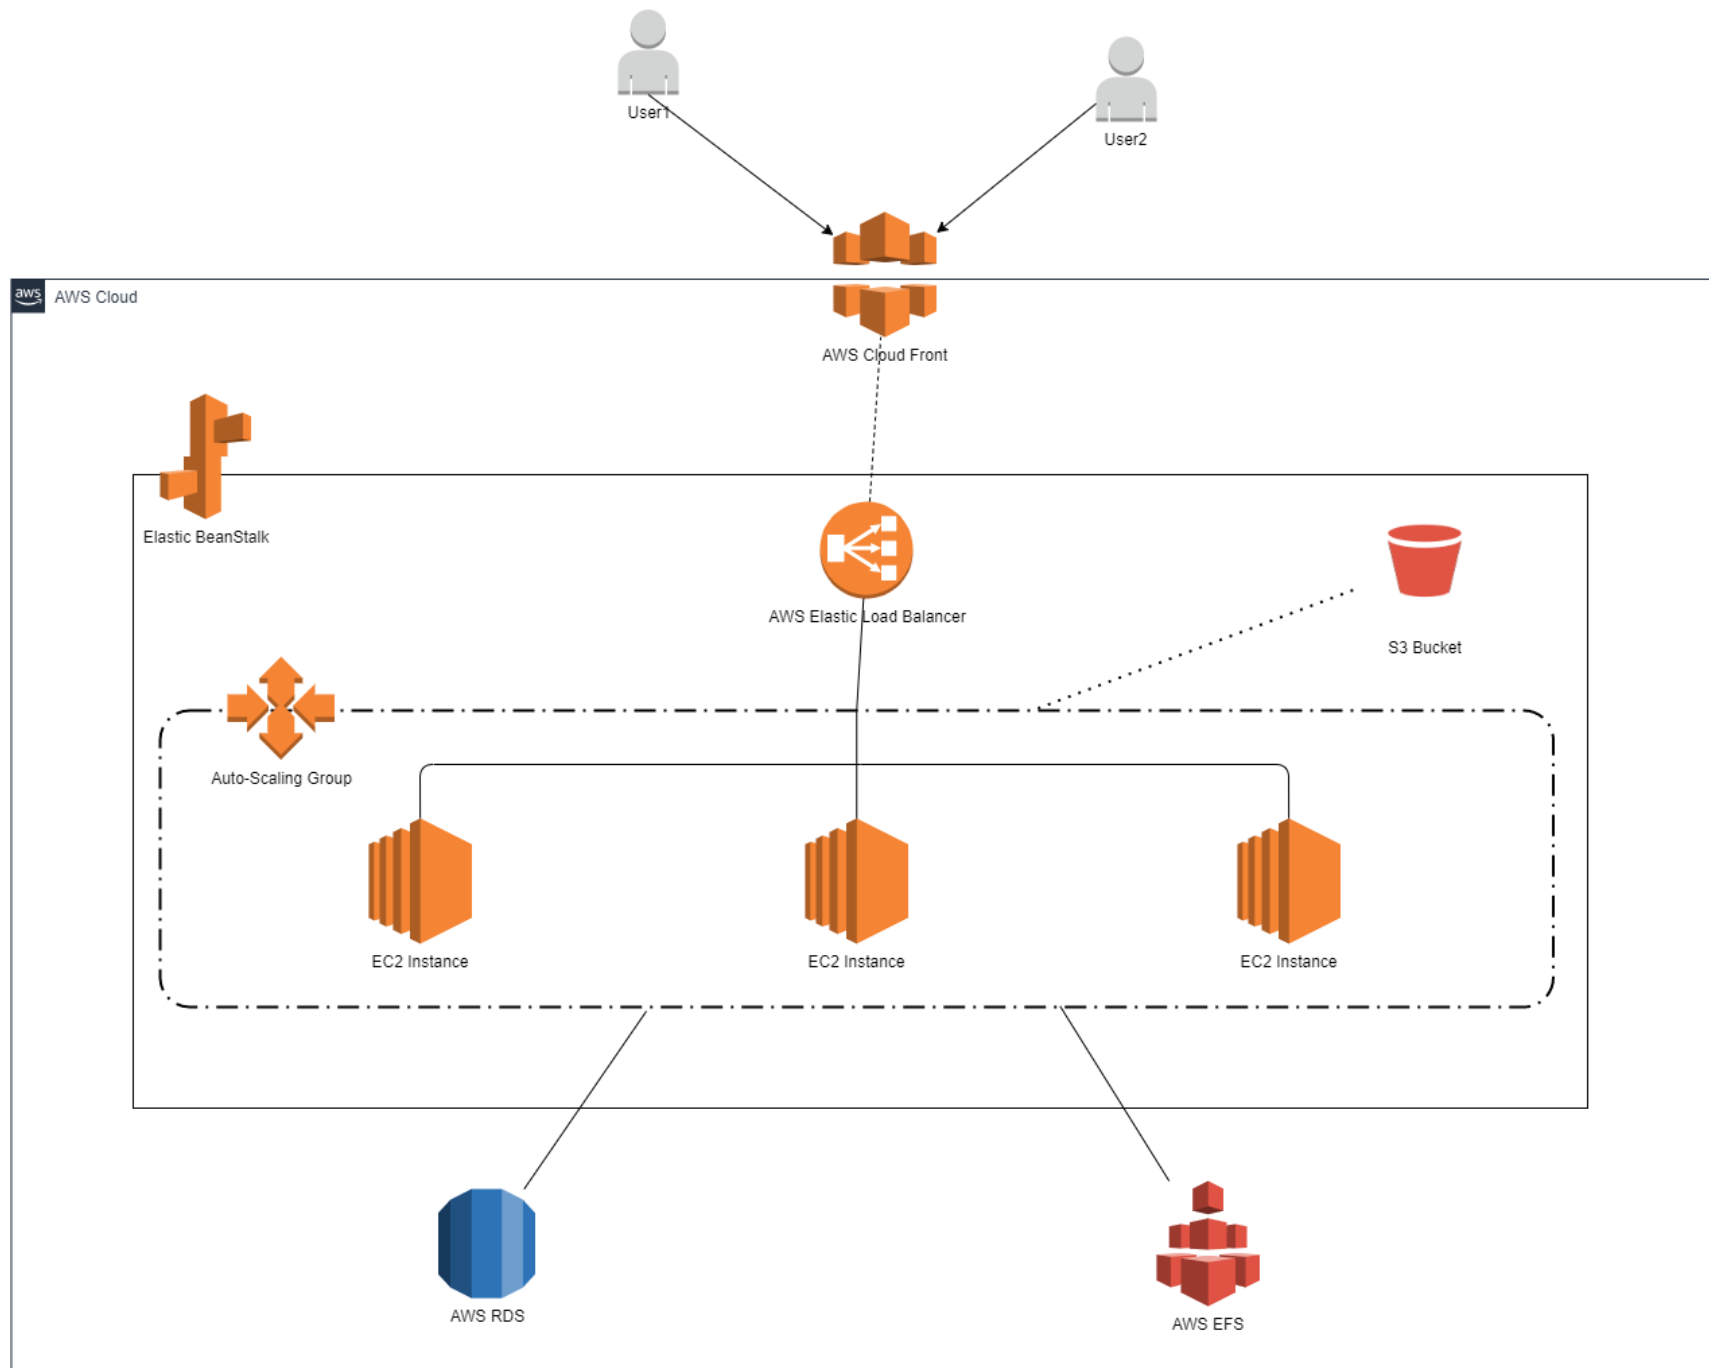 User1
User2
aws
AWS Cloud
AWS Cloud Front
Elastic BeanStalk
AWS Elastic Load Balancer
S3 Bucket
Auto-Scaling Group
EC2 Instance
EC2 Instance
EC2 Instance
AWS RDS
AWS EFS